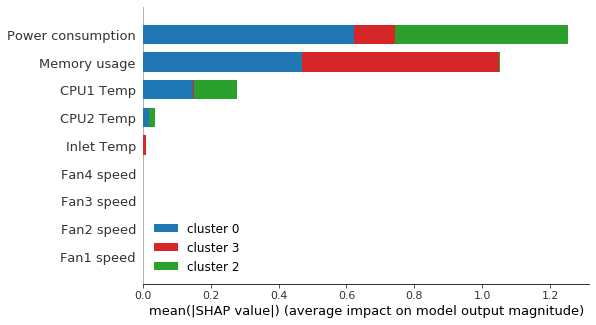 Power consumption
Memory usage
CPU1 Temp
CPU2 Temp
Inlet Temp
Fan4 speed
Fan3 speed
Fan2 speed
Fan1 speed
cluster 0
cluster 3
cluster 2
0.0 0.2 0.4 0.6 0.8 1.0 1.2
mean(|SHAP value|) (average impact on model output magnitude)